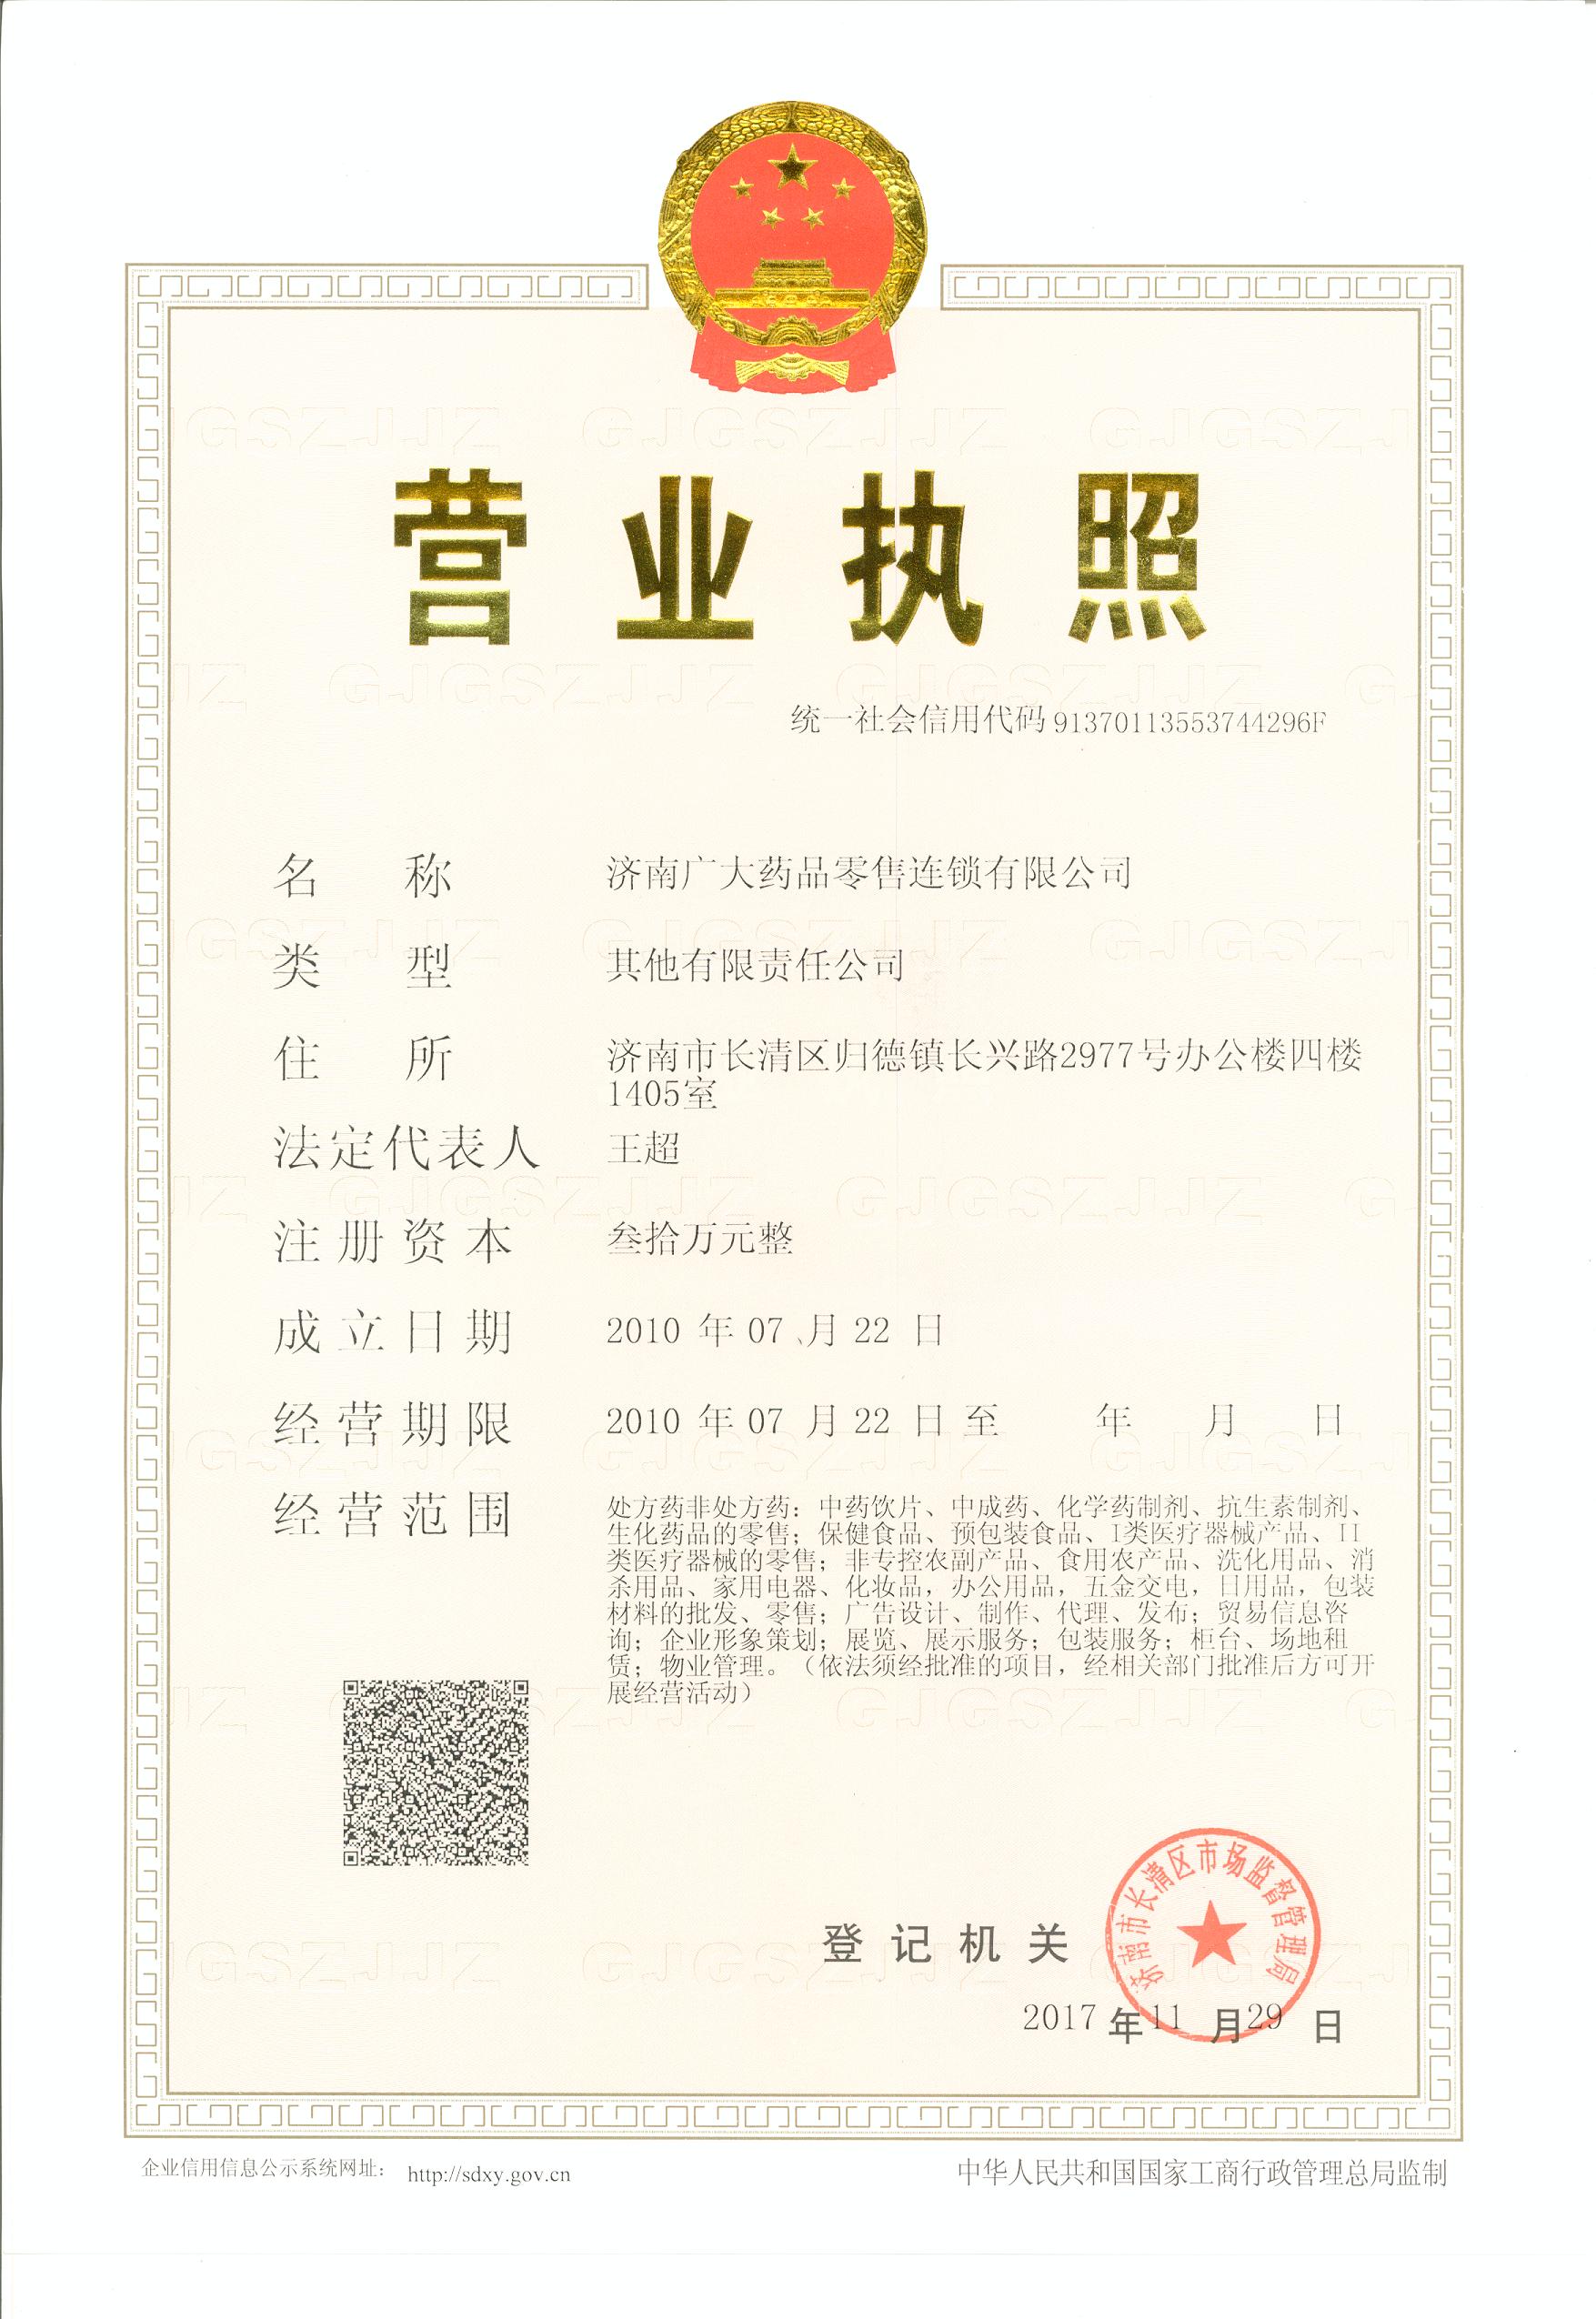 营业执照
统一社会信用代码 91370113553744296F
名称 济南广大药品零售连锁有限公司
类型 其他有限责任公司
住所 济南市长清区归德镇长兴路2977号办公楼四楼
1405室
法定代表人 王超
注册资本 叁拾万元整
成立日期 2010 年 07 月 22 日
经营期限 2010 年 07 月 22 日 至 年 月 日
经营范围 处方药非处方药：中药饮片、中成药、化学药制剂、抗生素制剂、
生化药品的零售；保健食品、预包装食品、I类医疗器械产品、II
类医疗器械的零售；非专控农副产品、食用农产品、洗化用品、消
杀用品、家用电器、化妆品，办公用品，五金交电，日用品，包装
材料的批发、零售；广告设计、制作、代理、发布；贸易信息咨
询；企业形象策划；展览、展示服务；包装服务；柜台、场地租
赁；物业管理。（依法须经批准的项目，经相关部门批准后方可开
展经营活动）
登记机关
济南市长清区市场监督管理局
2017 年 11 月 29 日
企业信用信息公示系统网址： http://sdxy.gov.cn
中华人民共和国国家工商行政管理总局监制